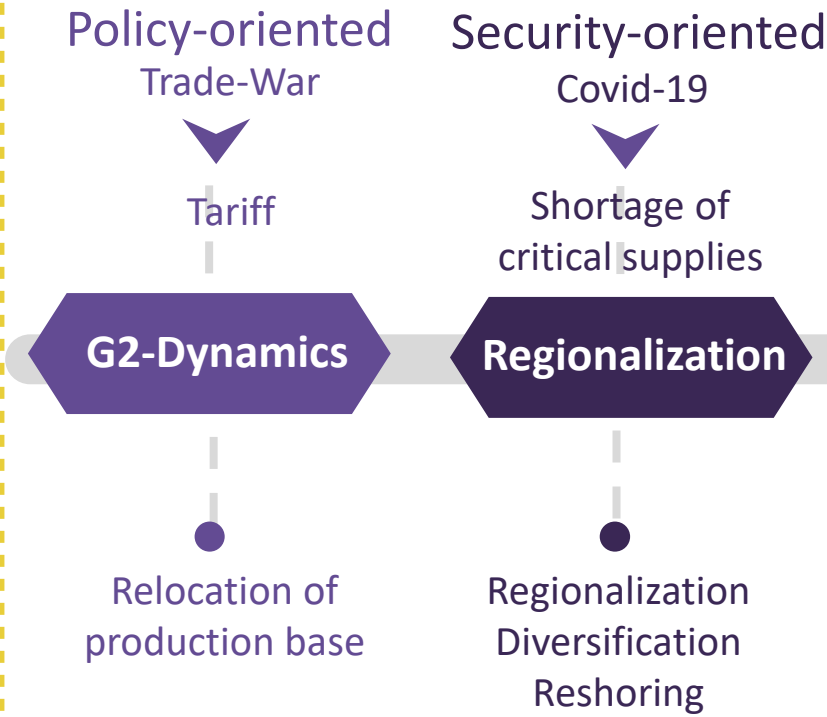 Policy-oriented
Trade-War
Tariff
G2-Dynamics
Relocation of
production base
Security-oriented
Covid-19
Shortage of
critical supplies
Regionalization
Regionalization
Diversification
Reshoring